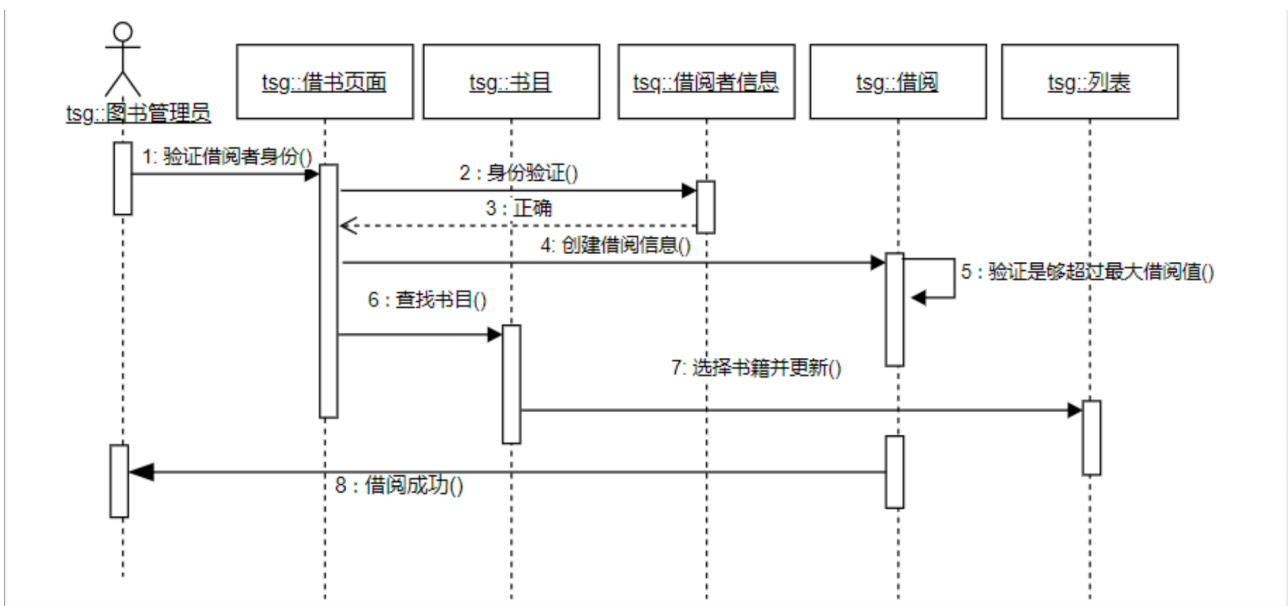 tsg::图书管理员
tsg::借书页面
tsg::书目
tsq::借阅者信息
tsg::借阅
tsg::列表
1: 验证借阅者身份()
2 : 身份验证()
3 : 正确
4: 创建借阅信息()
5 : 验证是够超过最大借阅值()
6 : 查找书目()
7: 选择书籍并更新()
8 : 借阅成功()